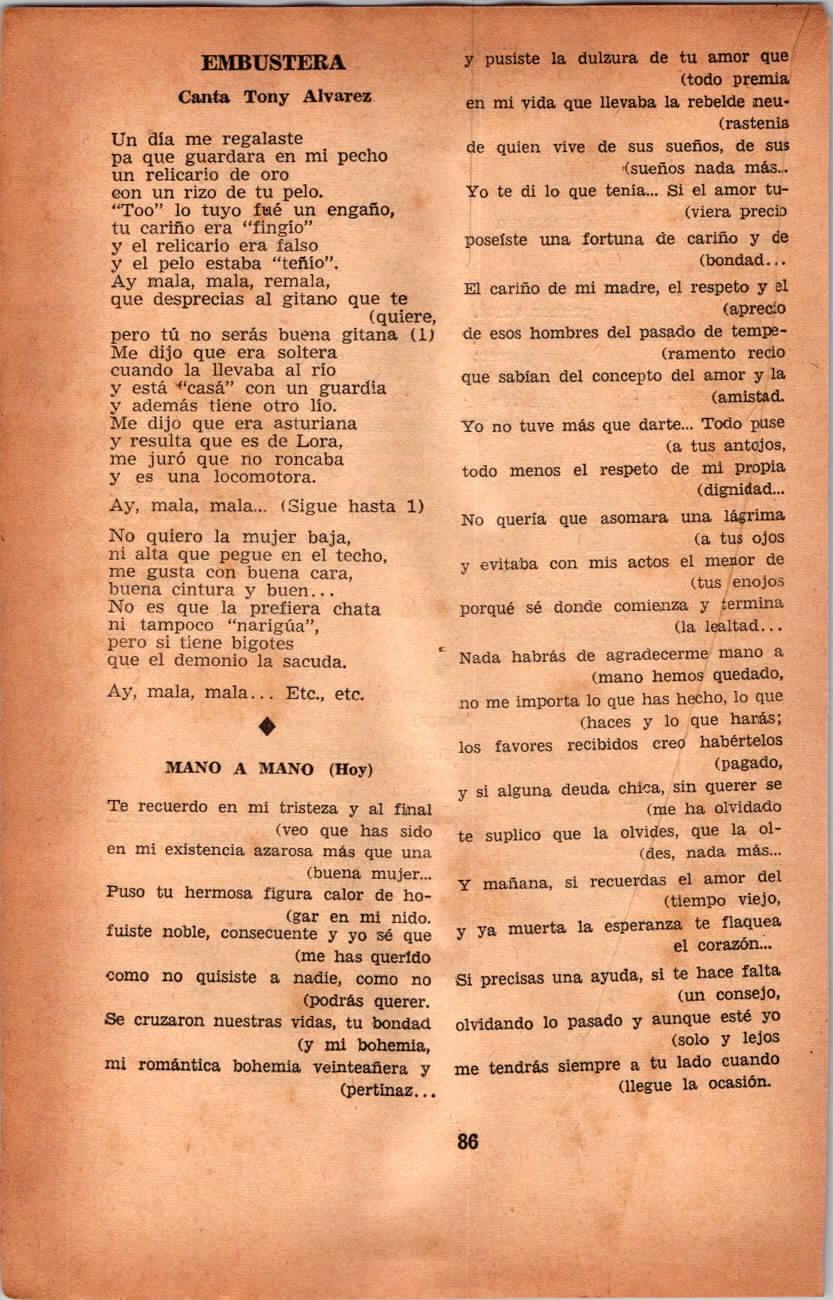 EMBUSTERA
Canta Tony Alvarez
Un día me regalaste
pa que guardara en mi pecho
un relicario de oro
con un rizo de tu pelo.
“Too” lo tuyo fué un engaño,
tu cariño era “fingío”
y el relicario era falso
y el pelo estaba “teñío”.
Ay mala, mala, remala,
que desprecias al gitano que te
(quiere,
pero tú no serás buena gitana (1)
Me dijo que era soltera
cuando la llevaba al río
y está “casá” con un guardia
y además tiene otro lío.
Me dijo que era asturiana
y resulta que es de Lora,
me juró que no roncaba
y es una locomotora.
Ay, mala, mala... (Sigue hasta 1)
No quiero la mujer baja,
ni alta que pegue en el techo,
me gusta con buena cara,
buena cintura y buen...
No es que la prefiera chata
ni tampoco “narigúa”,
pero si tiene bigotes
que el demonio la sacuda.
Ay, mala, mala... Etc., etc.
MANO A MANO (Hoy)
Te recuerdo en mi tristeza y al final
(veo que has sido
en mi existencia azarosa más que una
(buena mujer...
Puso tu hermosa figura calor de ho-
(gar en mi nido.
fuiste noble, consecuente y yo sé que
(me has querido
como no quisiste a nadie, como no
(podrás querer.
Se cruzaron nuestras vidas, tu bondad
(y mi bohemia,
mi romántica bohemia veinteañera y
(pertinaz...
y pusiste la dulzura de tu amor que
(todo premia
en mi vida que llevaba la rebelde neu-
(rastenia
de quien vive de sus sueños, de sus
(sueños nada más...
Yo te di lo que tenía... Si el amor tu-
(viera precio
poseíste una fortuna de cariño y de
(bondad...
El cariño de mi madre, el respeto y el
(aprecio
de esos hombres del pasado de tempe-
(ramento recio
que sabían del concepto del amor y la
(amistad.
Yo no tuve más que darte... Todo puse
(a tus antojos,
todo menos el respeto de mi propia
(dignidad...
No quería que asomara una lágrima
(a tus ojos
y evitaba con mis actos el menor de
(tus enojos
porqué sé donde comienza y termina
(la lealtad...
Nada habrás de agradecerme mano a
(mano hemos quedado,
no me importa lo que has hecho, lo que
(haces y lo que harás;
los favores recibidos creo habértelos
(pagado,
y si alguna deuda chica, sin querer se
(me ha olvidado
te suplico que la olvides, que la ol-
(des, nada más...
Y mañana, si recuerdas el amor del
(tiempo viejo,
y ya muerta la esperanza te flaquea
el corazón...
Si precisas una ayuda, si te hace falta
(un consejo,
olvidando lo pasado y aunque esté yo
(solo y lejos
me tendrás siempre a tu lado cuando
(llegue la ocasión.
86